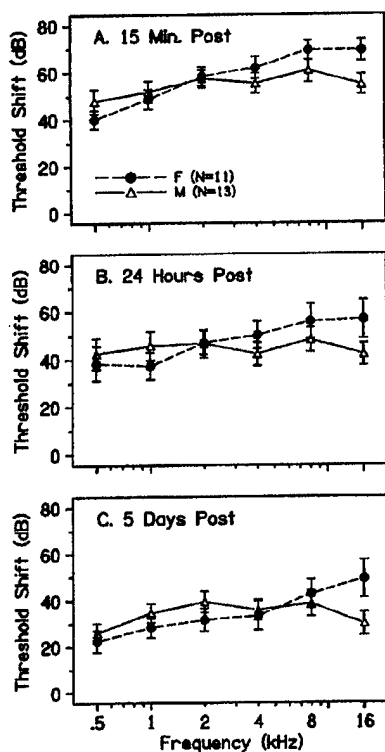 A. 15 Min. Post
Threshold Shift (dB)
80
60
40
20
0
F (N=11)
M (N=13)
B. 24 Hours Post
Threshold Shift (dB)
80
60
40
20
0
C. 5 Days Post
Threshold Shift (dB)
80
60
40
20
0
.5 1 2 4 8 16
Frequency (kHz)